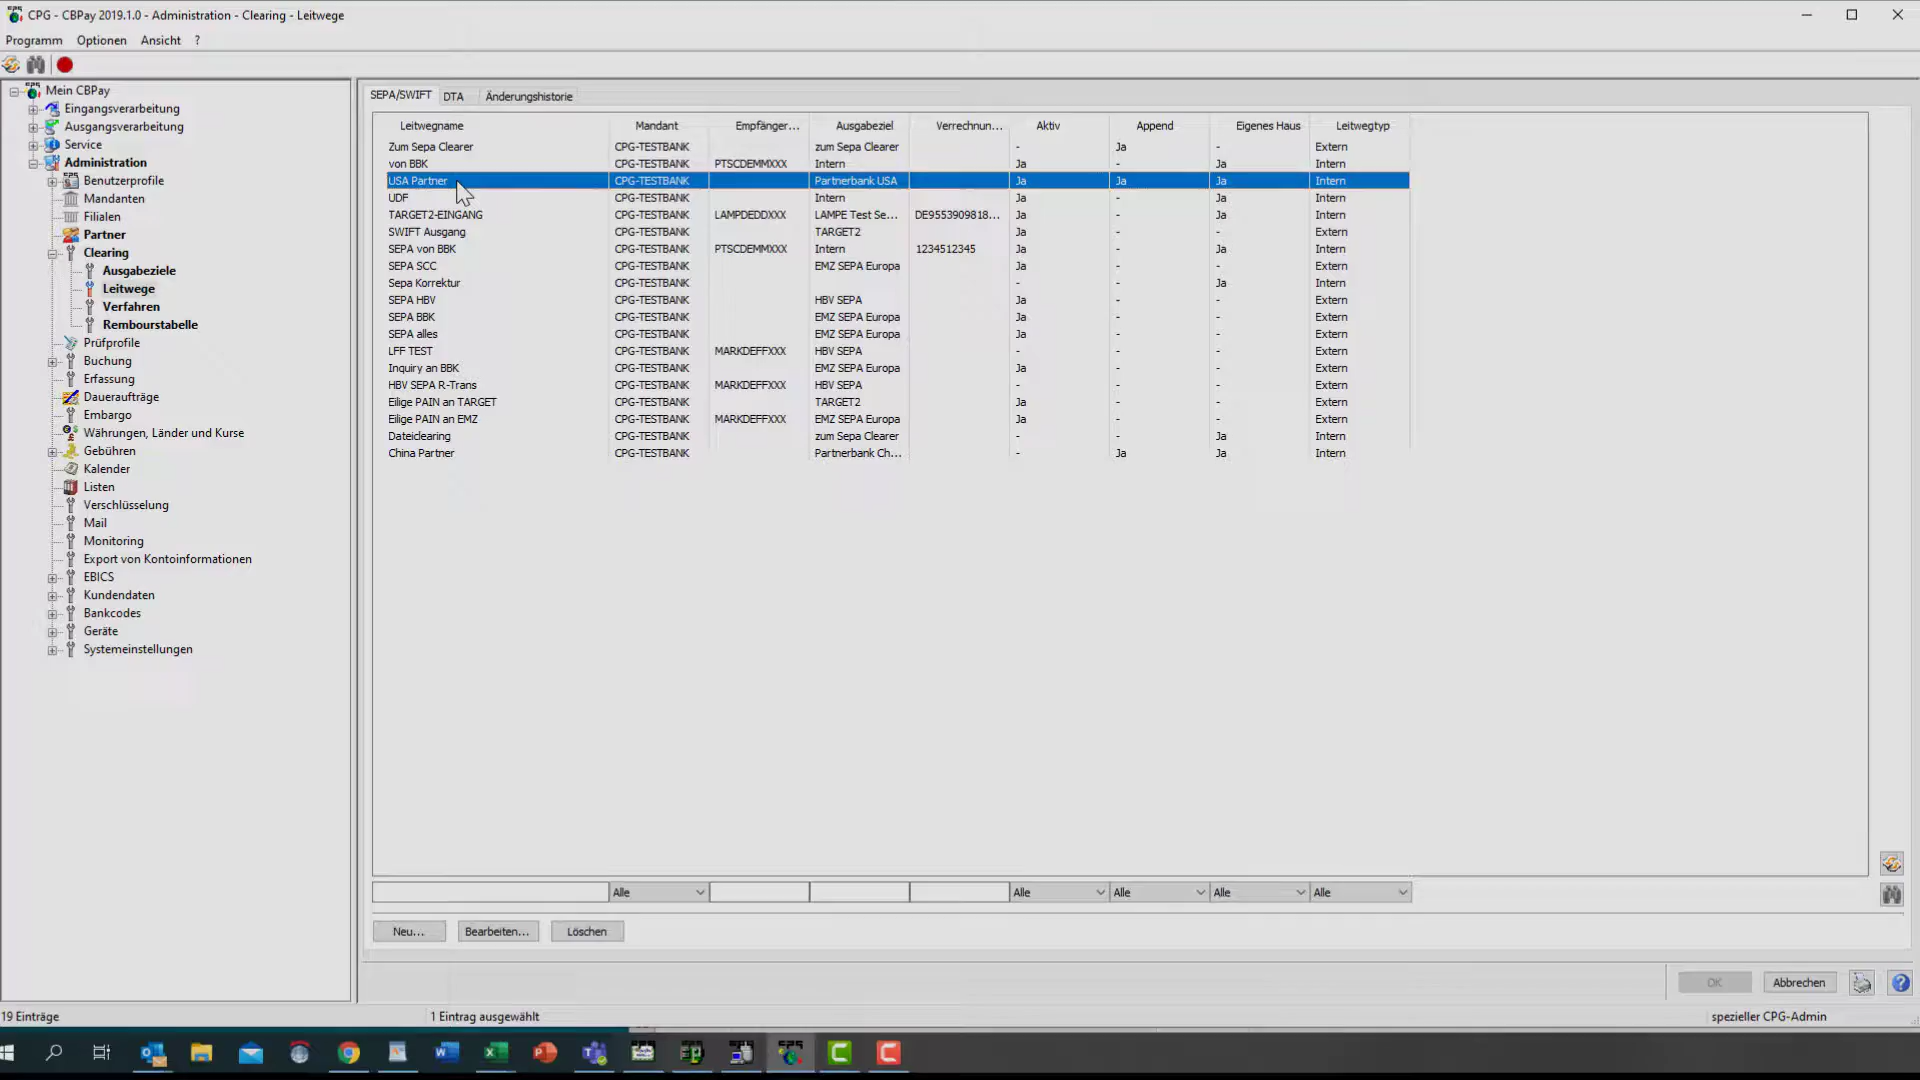 CPG - CBPay 2019.1.0 - Administration - Clearing - Leitwege
Programm Optionen Ansicht ?
Mein CBPay
Eingangsverarbeitung
Ausgangsverarbeitung
Service
Administration
Benutzerprofile
Mandanten
Filialen
Partner
Clearing
Ausgabeziele
Leitwege
Verfahren
Rembourstabelle
Prüfprofile
Buchung
Erfassung
Daueraufträge
Embargo
Währungen, Länder und Kurse
Gebühren
Kalender
Listen
Verschlüsselung
Mail
Monitoring
Export von Kontoinformationen
EBICS
Kundendaten
Bankcodes
Geräte
Systemeinstellungen
SEPA/SWIFT DTA Änderungshistorie
Leitwegname Mandant Empfänger... Ausgabeziel Verrechnun... Aktiv Append Eigenes Haus Leitwegtyp
Zum Sepa Clearer CPG-TESTBANK zum Sepa Clearer - Ja - Extern
von BBK CPG-TESTBANK PTSCDEMMXXX Intern Ja - Ja Intern
USA Partner CPG-TESTBANK Partnerbank USA Ja Ja Ja Intern
UDF CPG-TESTBANK Intern Ja - Ja Intern
TARGET2-EINGANG CPG-TESTBANK LAMPDEDDXXX LAMPE Test Se... DE9553909818... Ja - Ja Intern
SWIFT Ausgang CPG-TESTBANK TARGET2 Ja - - Extern
SEPA von BBK CPG-TESTBANK PTSCDEMMXXX Intern 1234512345 Ja - Ja Intern
SEPA SCC CPG-TESTBANK EMZ SEPA Europa Ja - - Extern
Sepa Korrektur CPG-TESTBANK - - Ja Intern
SEPA HBV CPG-TESTBANK HBV SEPA Ja - - Extern
SEPA BBK CPG-TESTBANK EMZ SEPA Europa Ja - - Extern
SEPA alles CPG-TESTBANK EMZ SEPA Europa Ja - - Extern
LFF TEST CPG-TESTBANK MARKDEFFXXX HBV SEPA - - - Extern
Inquiry an BBK CPG-TESTBANK EMZ SEPA Europa Ja - - Extern
HBV SEPA R-Trans CPG-TESTBANK MARKDEFFXXX HBV SEPA - - - Extern
Eilige PAIN an TARGET CPG-TESTBANK TARGET2 Ja - - Extern
Eilige PAIN an EMZ CPG-TESTBANK MARKDEFFXXX EMZ SEPA Europa Ja - - Extern
Dateiclearing CPG-TESTBANK zum Sepa Clearer - - Ja Intern
China Partner CPG-TESTBANK Partnerbank Ch... - Ja Ja Intern
Alle Alle Alle Alle Alle
Neu... Bearbeiten... Löschen
OK Abbrechen
19 Einträge 1 Eintrag ausgewählt spezieller CPG-Admin